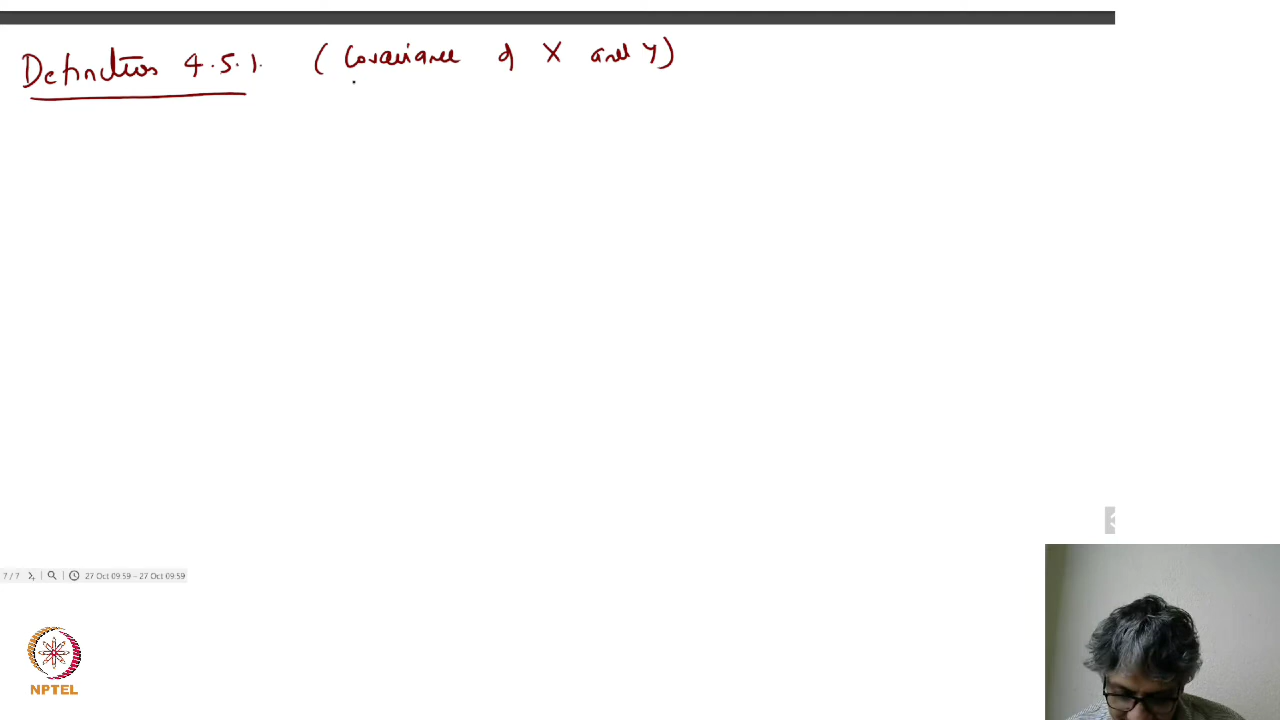 Definition 4.5.1. (Covariance of X and Y)
7 / 7 27 Oct 09:59 – 27 Oct 09:59
NPTEL